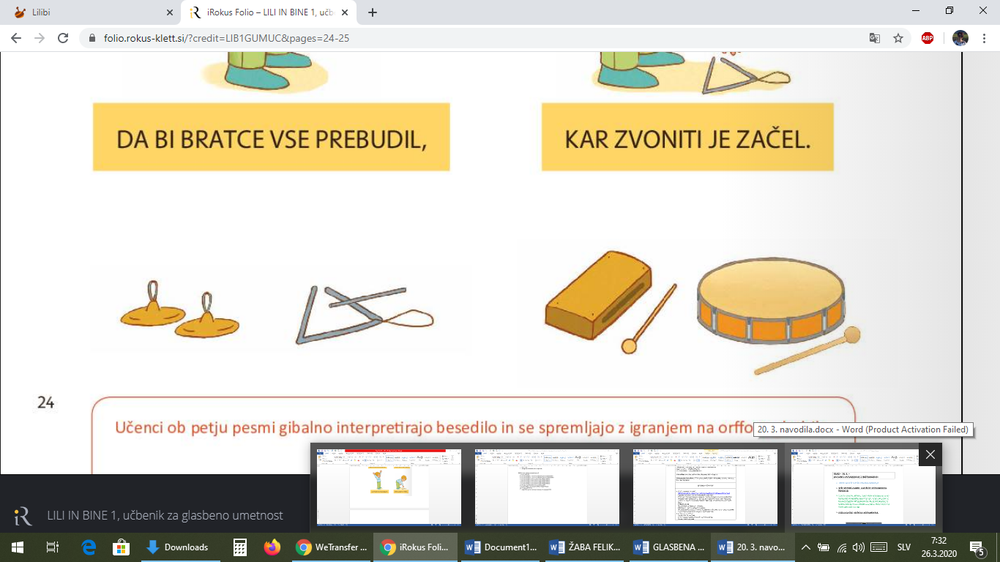 Lilibi
iRokus Folio – LILI IN BINE 1, učb
folio.rokus-klett.si/?credit=LIB1GUMUC&pages=24-25
ABP
DA BI BRATCE VSE PREBUDIL,
KAR ZVONITI JE ZAČEL.
24
Učenci ob petju pesmi gibalno interpretirajo besedilo in se spremljajo z igranjem na
20. 3. navodila.docx - Word (Product Activation Failed)
iR
LILI IN BINE 1, učbenik za glasbeno umetnost
Downloads
WeTransfer ...
iRokus Foli...
Document1...
ŽABA FELIK...
GLASBENA ...
20. 3. navo...
SLV
7:32
26.3.2020
5